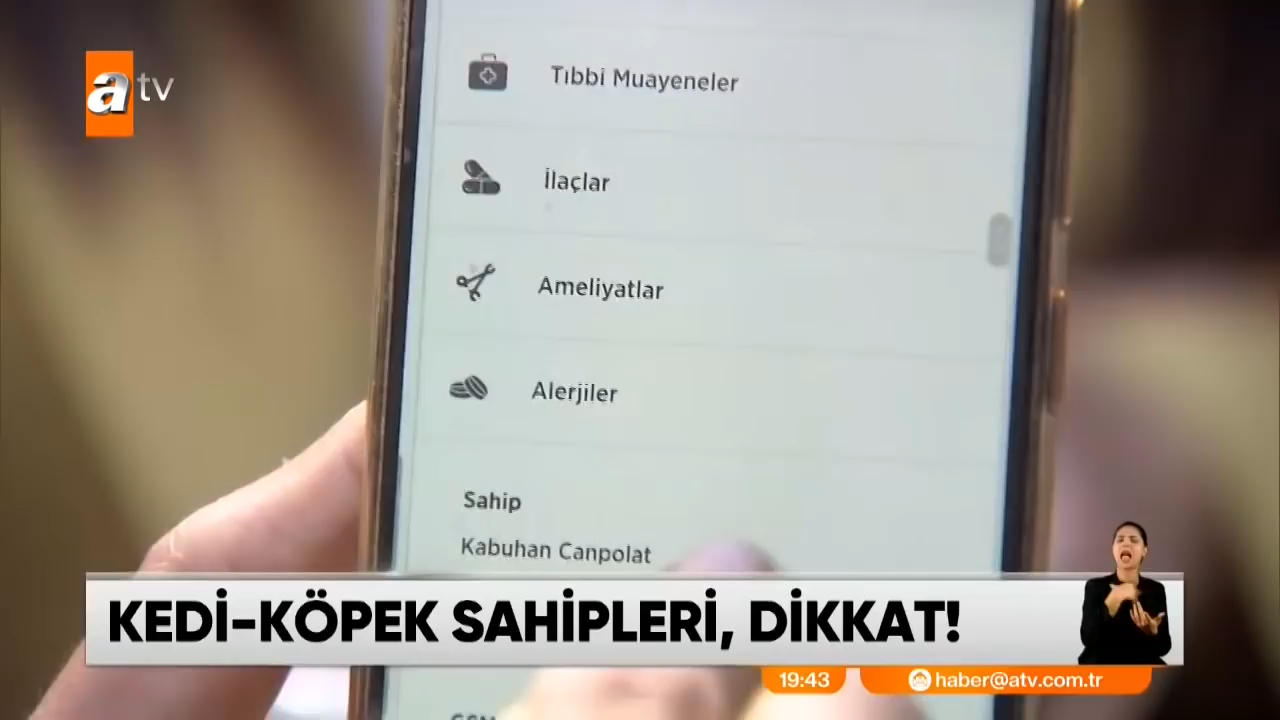 a tv
Tıbbi Muayeneler
İlaçlar
Ameliyatlar
Alerjiler
Sahip
Kabuhan Canpolat
KEDİ-KÖPEK SAHİPLERİ, DİKKAT!
19:43
haber@atv.com.tr